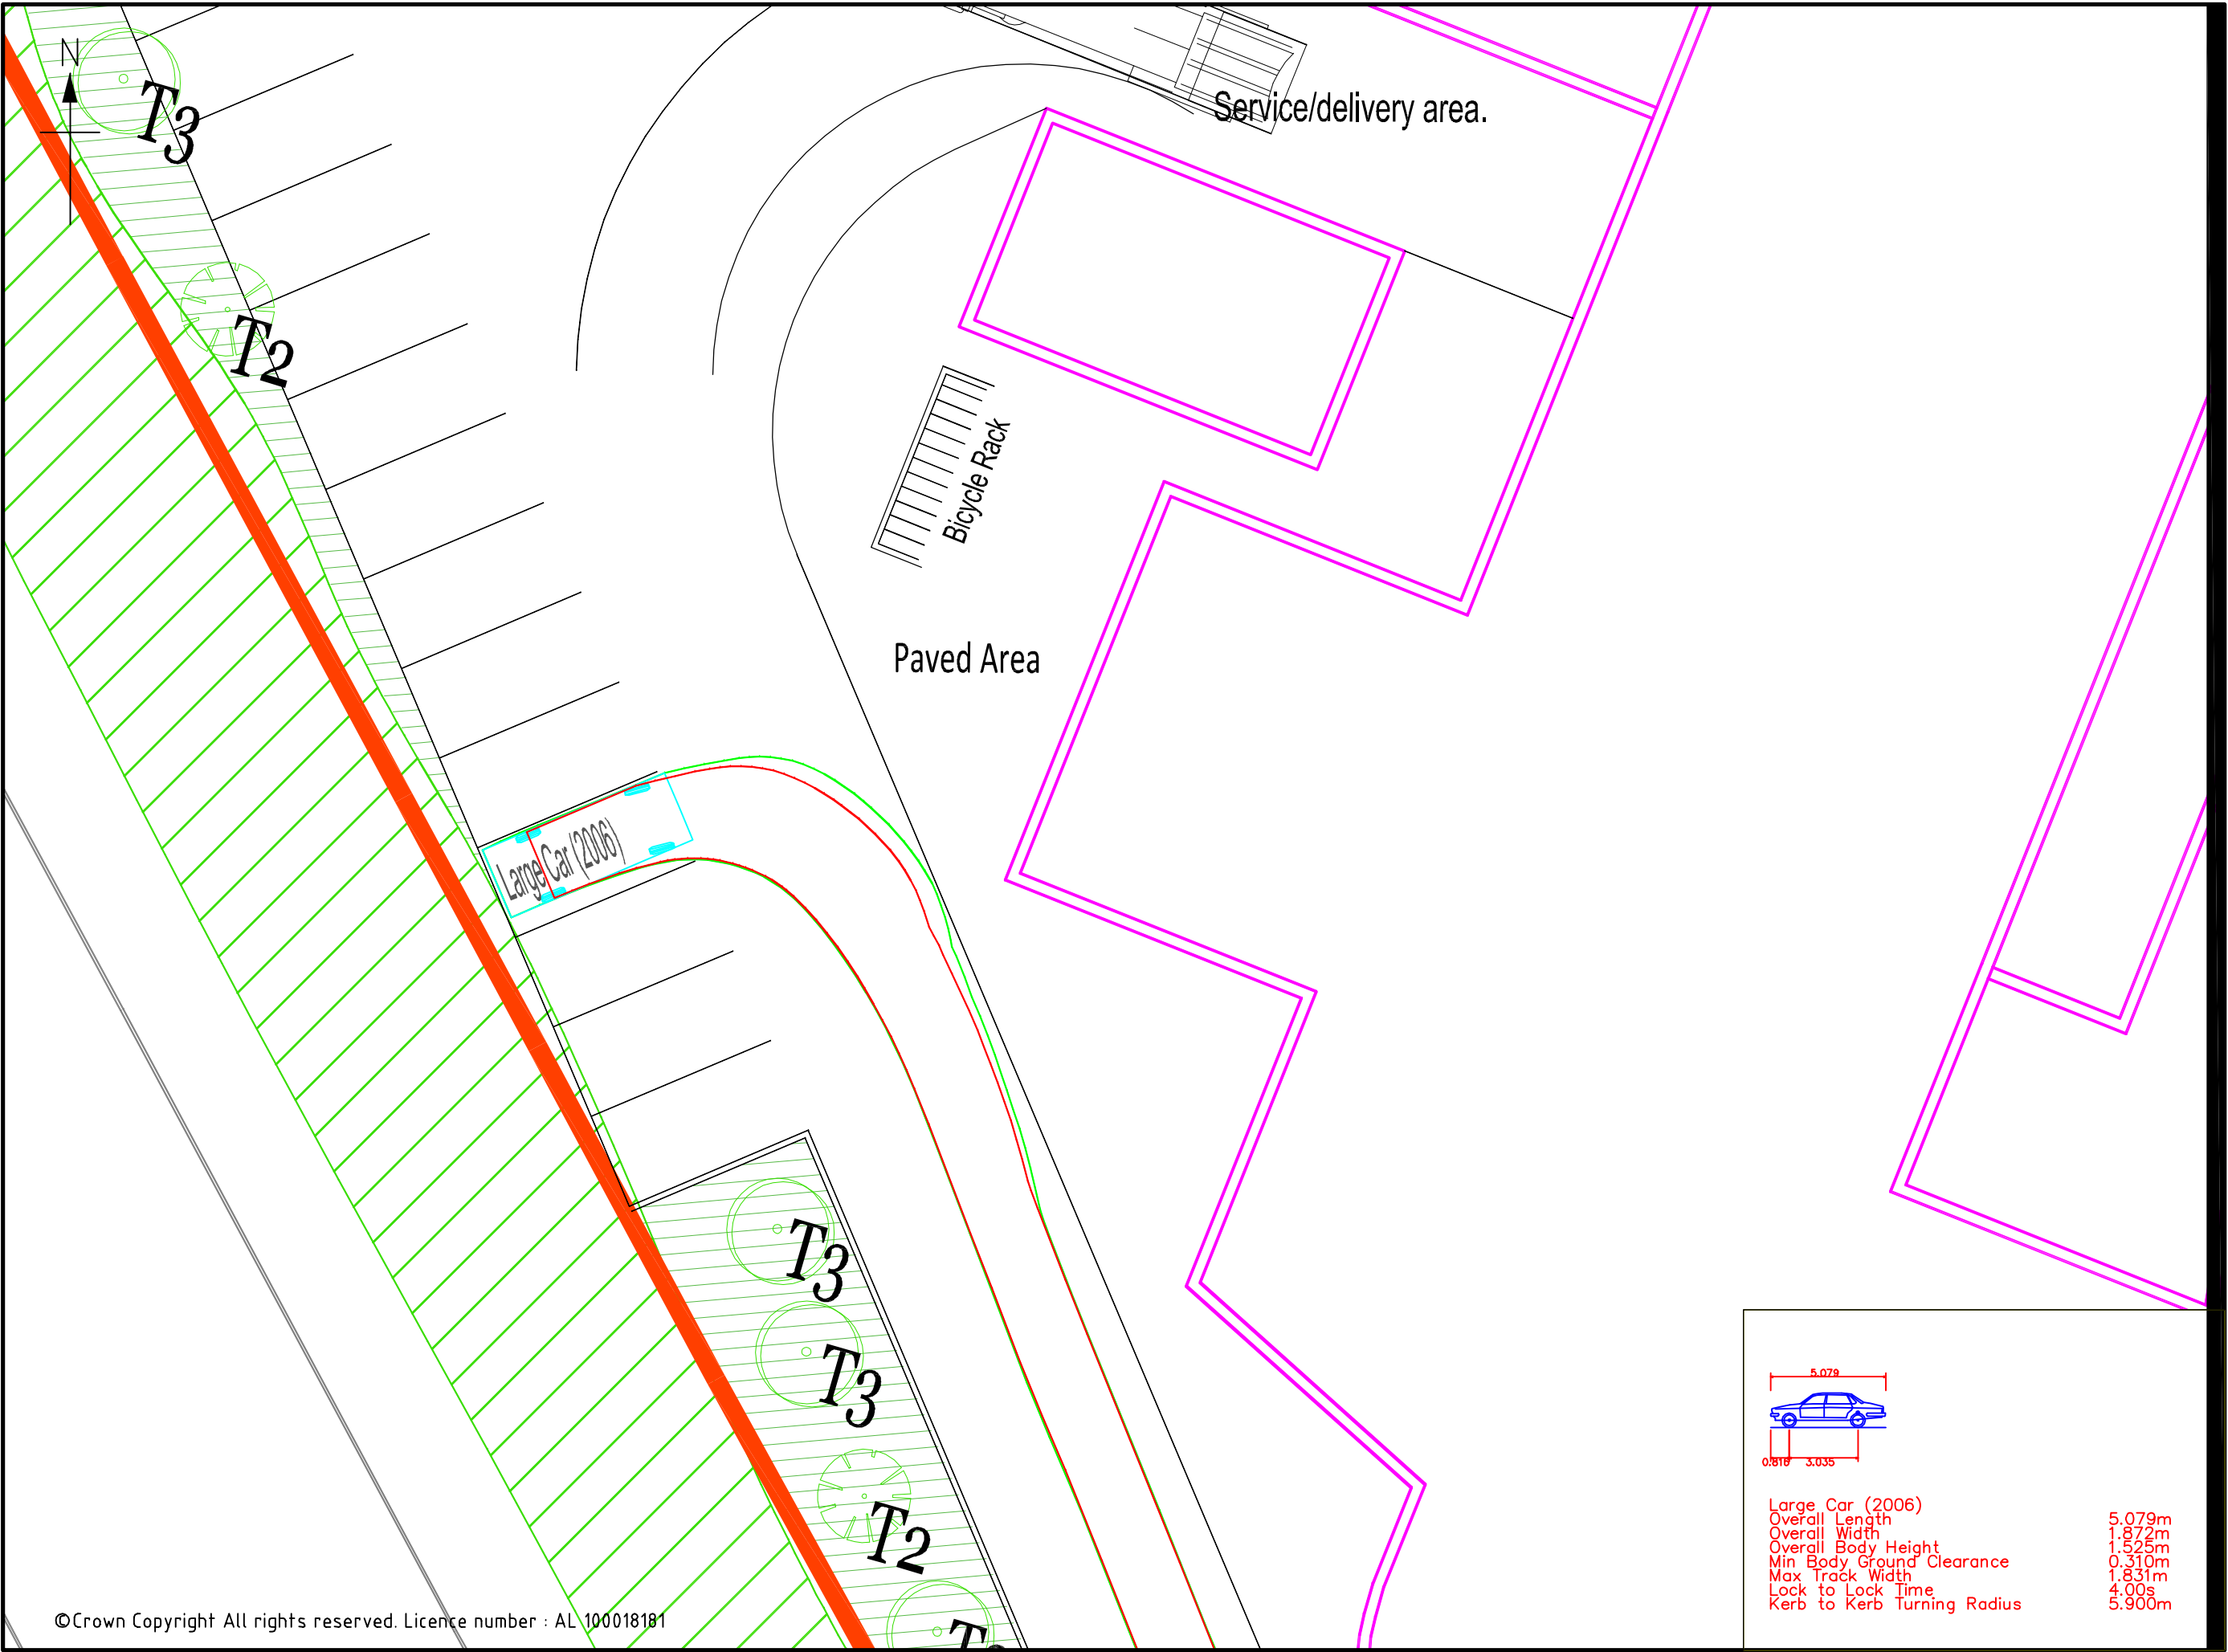 N
T3
Service/delivery area.
T2
Bicycle Rack
Paved Area
Large Car (2006)
T3
T3
T2
5.079
0.816 3.035
Large Car (2006)
Overall Length 5.079m
Overall Width 1.872m
Overall Body Height 1.525m
Min Body Ground Clearance 0.310m
Max Track Width 1.831m
Lock to Lock Time 4.00s
Kerb to Kerb Turning Radius 5.900m
©Crown Copyright All rights reserved. Licence number : AL 100018181